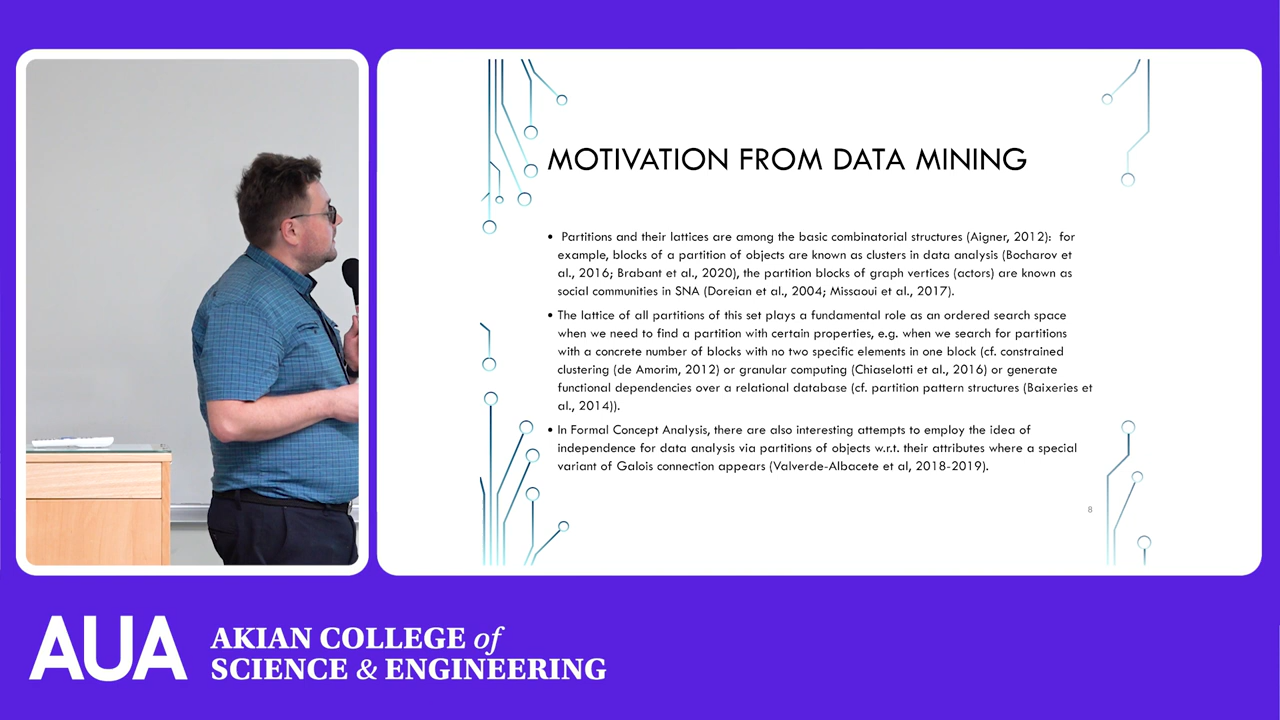 MOTIVATION FROM DATA MINING
• Partitions and their lattices are among the basic combinatorial structures (Aigner, 2012): for
example, blocks of a partition of objects are known as clusters in data analysis (Bocharov et
al., 2016; Brabant et al., 2020), the partition blocks of graph vertices (actors) are known as
social communities in SNA (Doreian et al., 2004; Missaoui et al., 2017).
• The lattice of all partitions of this set plays a fundamental role as an ordered search space
when we need to find a partition with certain properties, e.g. when we search for partitions
with a concrete number of blocks with no two specific elements in one block (cf. constrained
clustering (de Amorim, 2012) or granular computing (Chiaselotti et al., 2016) or generate
functional dependencies over a relational database (cf. partition pattern structures (Baixeries et
al., 2014)).
• In Formal Concept Analysis, there are also interesting attempts to employ the idea of
independence for data analysis via partitions of objects w.r.t. their attributes where a special
variant of Galois connection appears (Valverde-Albacete et al, 2018-2019).
8
AUA
AKIAN COLLEGE of
SCIENCE & ENGINEERING